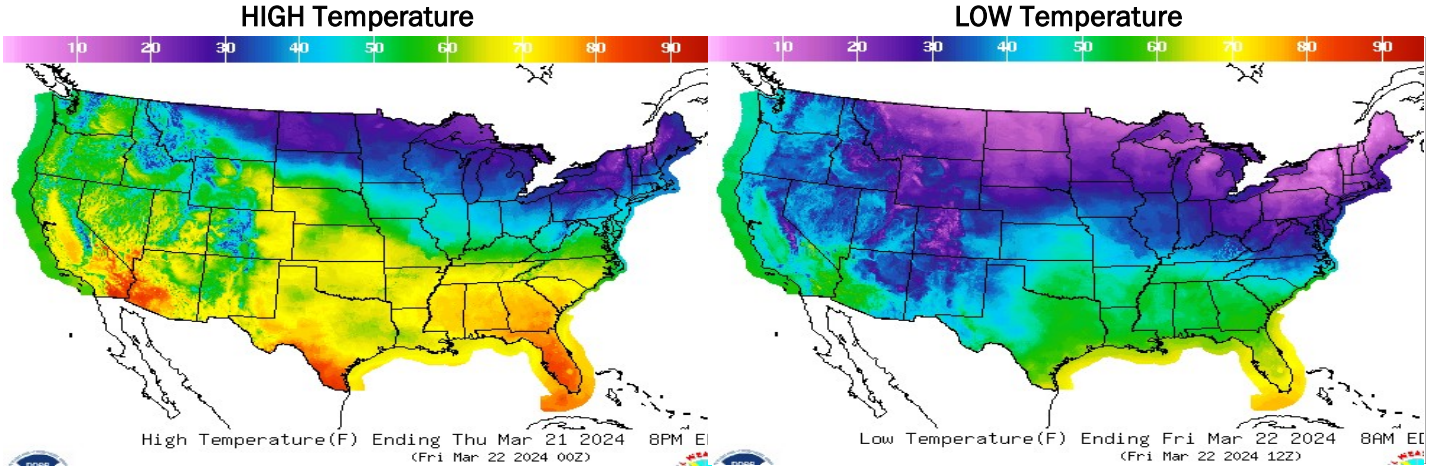 HIGH Temperature
10 20 30 40 50 60 70 80 90
High Temperature(F) Ending Thu Mar 21 2024 8PM E
(Fri Mar 22 2024 00Z)
LOW Temperature
10 20 30 40 50 60 70 80 90
Low Temperature(F) Ending Fri Mar 22 2024 8AM ED
(Fri Mar 22 2024 12Z)